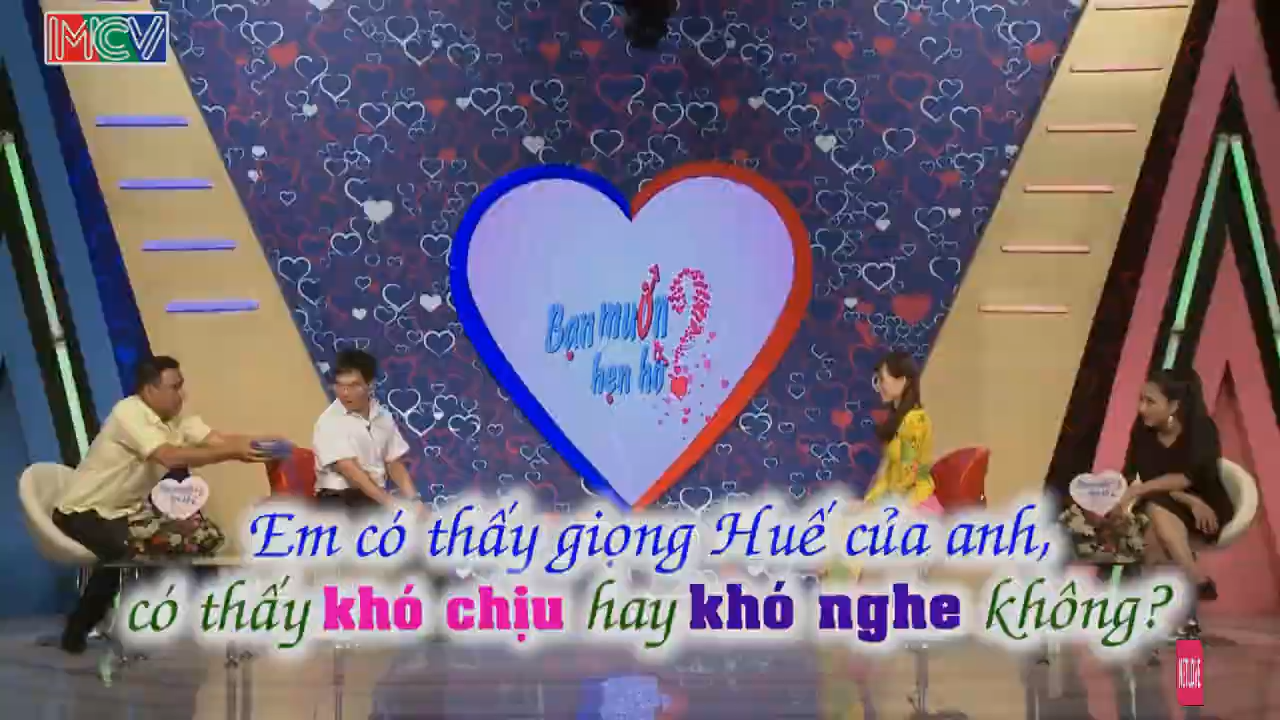 MCV
Bạn muốn
hẹn hò
Em có thấy giọng Huế của anh,
có thấy khó chịu hay khó nghe không?